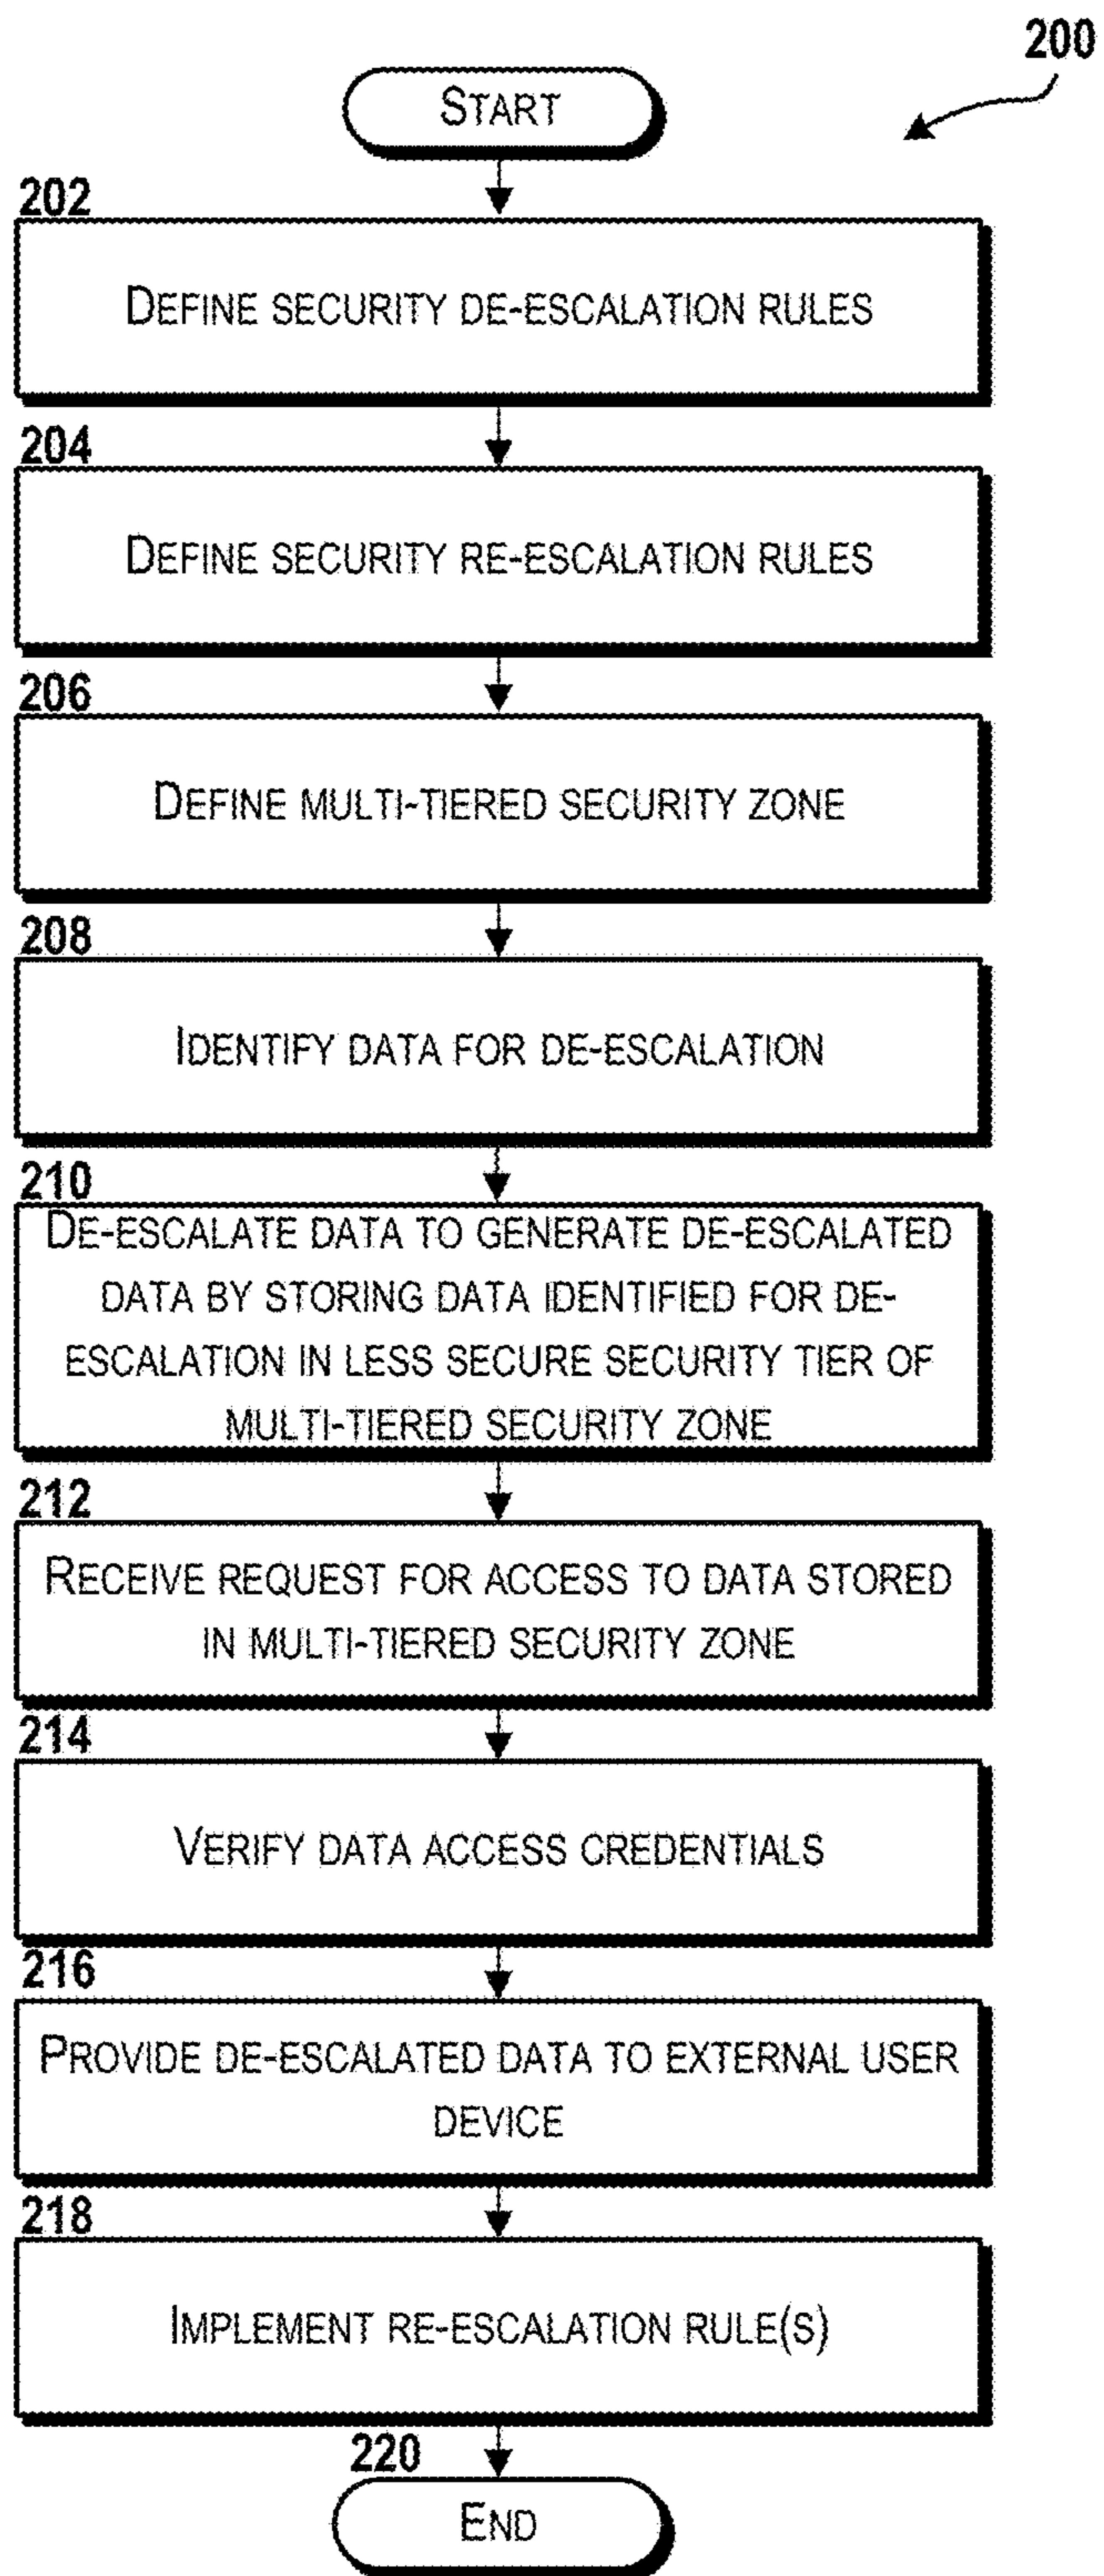 200
START
202
DEFINE SECURITY DE-ESCALATION RULES
204
DEFINE SECURITY RE-ESCALATION RULES
206
DEFINE MULTI-TIERED SECURITY ZONE
208
IDENTIFY DATA FOR DE-ESCALATION
210
DE-ESCALATE DATA TO GENERATE DE-ESCALATED
DATA BY STORING DATA IDENTIFIED FOR DE-
ESCALATION IN LESS SECURE SECURITY TIER OF
MULTI-TIERED SECURITY ZONE
212
RECEIVE REQUEST FOR ACCESS TO DATA STORED
IN MULTI-TIERED SECURITY ZONE
214
VERIFY DATA ACCESS CREDENTIALS
216
PROVIDE DE-ESCALATED DATA TO EXTERNAL USER
DEVICE
218
IMPLEMENT RE-ESCALATION RULE(S)
220
END